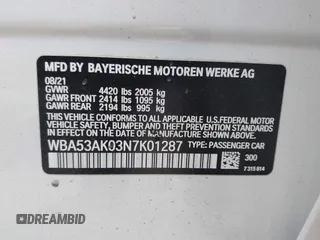 MFD BY BAYERISCHE MOTOREN WERKE AG
08/21
GVWR 4420 lbs 2005 kg
GAWR FRONT 2414 lbs 1095 kg
GAWR REAR 2194 lbs 995 kg
THIS VEHICLE CONFORMS TO ALL APPLICABLE U.S. FEDERAL MOTOR VEHICLE SAFETY, BUMPER, AND THEFT PREVENTION STANDARDS IN EFFECT ON THE DATE OF MANUFACTURE SHOWN ABOVE.
WBA53AK03N7K01287 TYPE: PASSENGER CAR
300
7 315 814
DREAMBID